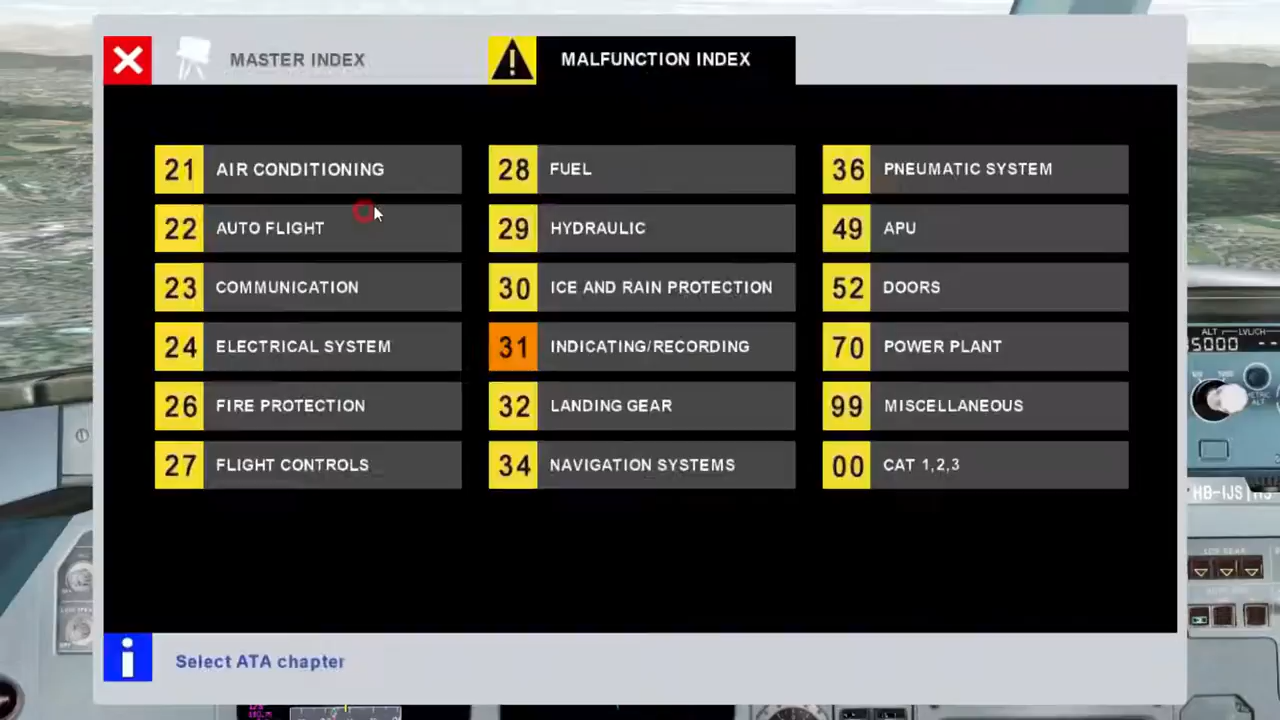 MASTER INDEX
MALFUNCTION INDEX
21 AIR CONDITIONING
22 AUTO FLIGHT
23 COMMUNICATION
24 ELECTRICAL SYSTEM
26 FIRE PROTECTION
27 FLIGHT CONTROLS
28 FUEL
29 HYDRAULIC
30 ICE AND RAIN PROTECTION
31 INDICATING/RECORDING
32 LANDING GEAR
34 NAVIGATION SYSTEMS
36 PNEUMATIC SYSTEM
49 APU
52 DOORS
70 POWER PLANT
99 MISCELLANEOUS
00 CAT 1,2,3
Select ATA chapter
ALT LVL/CH
5000 --
HB-IJS